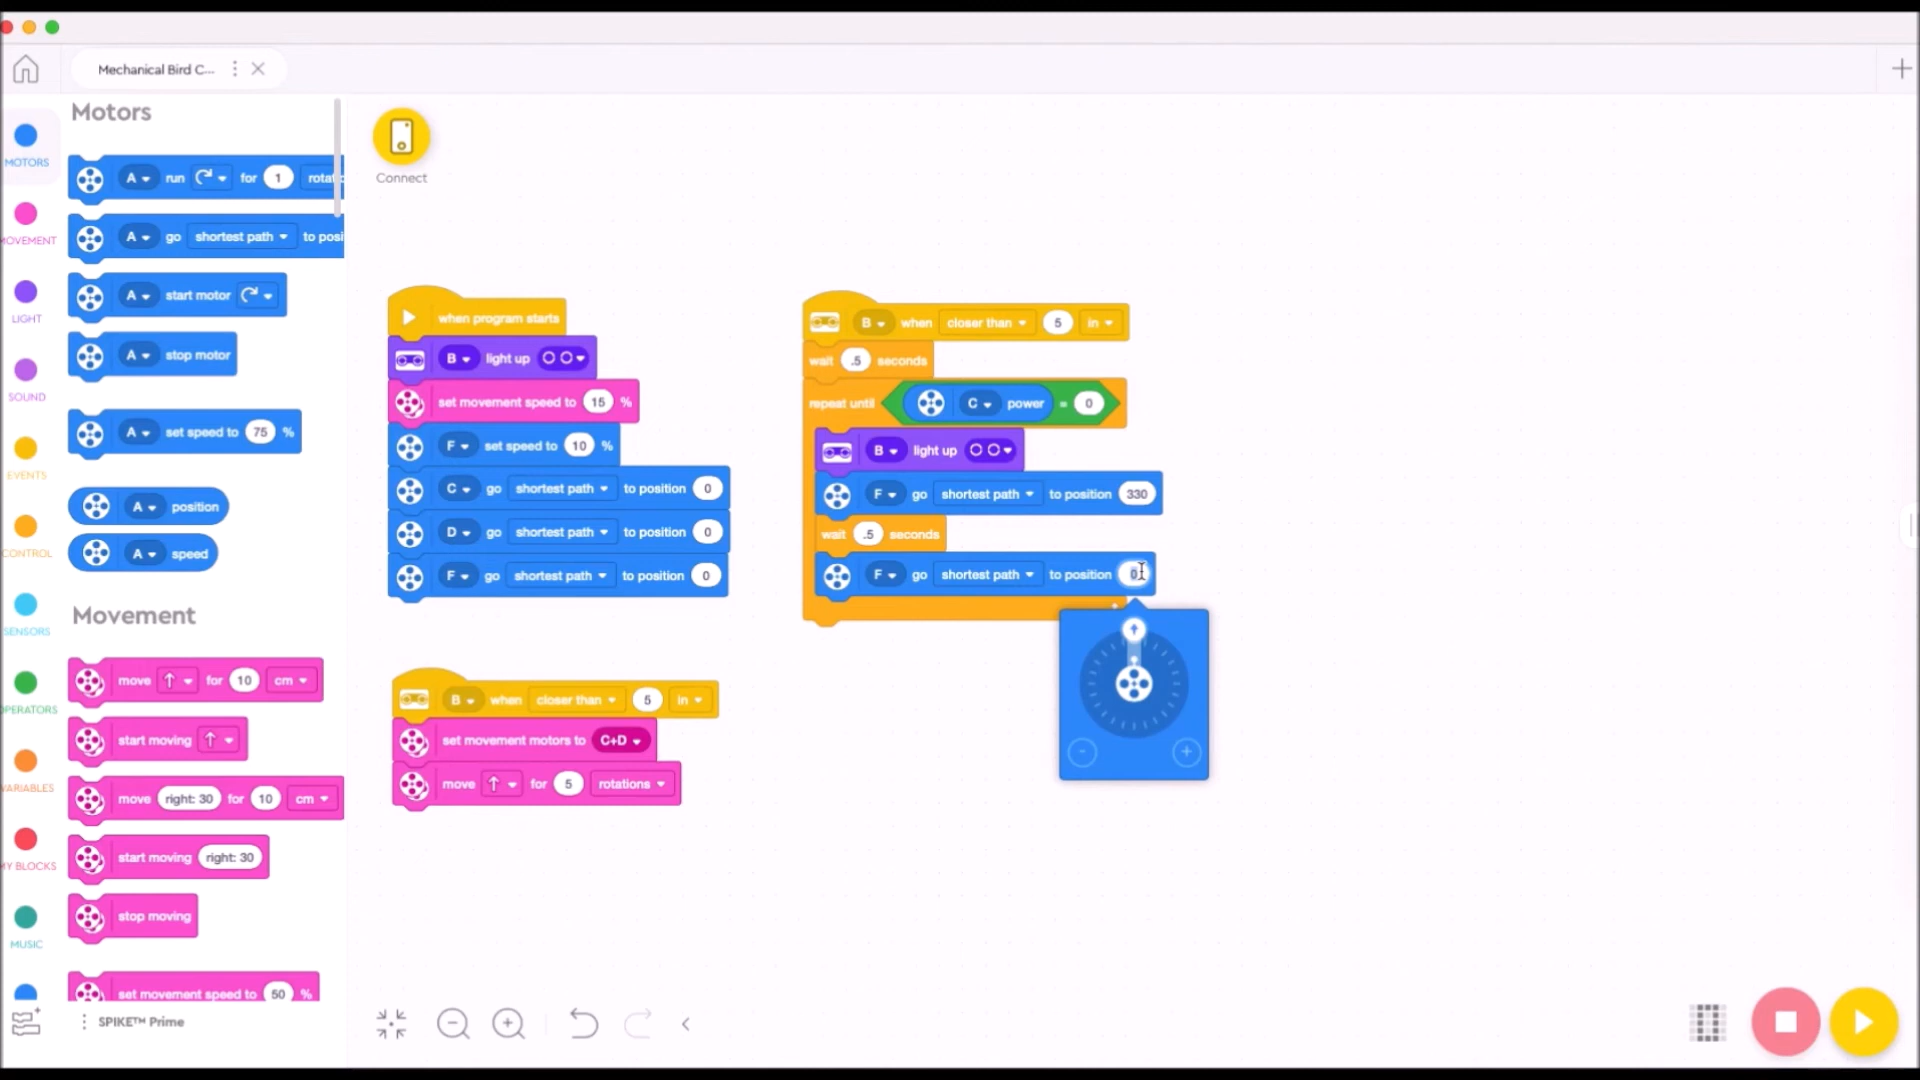 Mechanical Bird C...
Motors
Connect
MOTORS
MOVEMENT
LIGHT
SOUND
EVENTS
CONTROL
SENSORS
OPERATORS
VARIABLES
MY BLOCKS
MUSIC
A run for 1 rotat
A go shortest path to posi
A start motor
A stop motor
A set speed to 75 %
A position
A speed
Movement
move for 10 cm
start moving
move right: 30 for 10 cm
start moving right: 30
stop moving
set movement speed to 50 %
SPIKE™ Prime
when program starts
B light up
set movement speed to 15 %
F set speed to 10 %
C go shortest path to position 0
D go shortest path to position 0
F go shortest path to position 0
B when closer than 5 in
set movement motors to C+D
move for 5 rotations
B when closer than 5 in
wait .5 seconds
repeat until C power = 0
B light up
F go shortest path to position 330
wait .5 seconds
F go shortest path to position 0